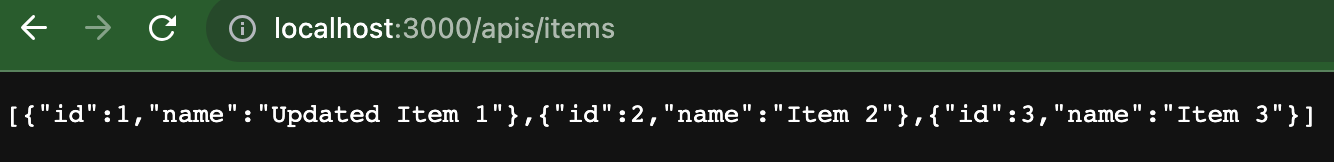 localhost:3000/apis/items
[{"id":1,"name":"Updated Item 1"},{"id":2,"name":"Item 2"},{"id":3,"name":"Item 3"}]